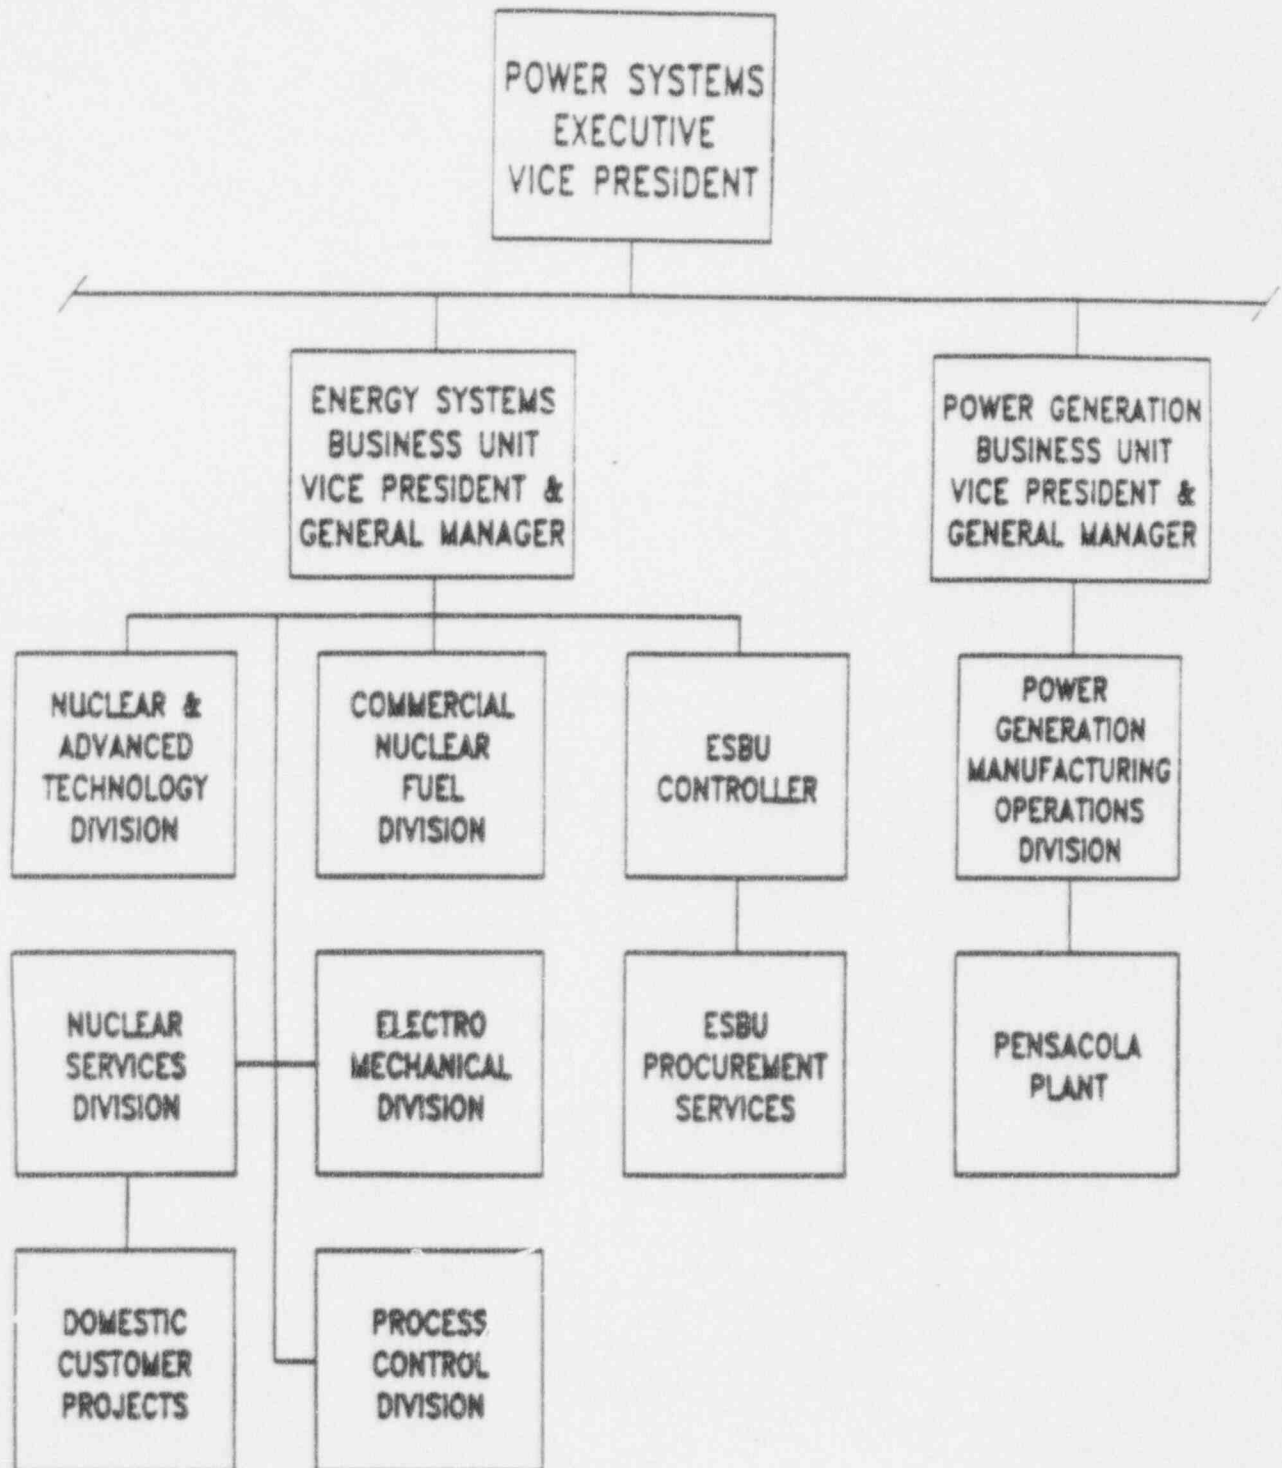 POWER SYSTEMS
EXECUTIVE
VICE PRESIDENT
ENERGY SYSTEMS
BUSINESS UNIT
VICE PRESIDENT &
GENERAL MANAGER
POWER GENERATION
BUSINESS UNIT
VICE PRESIDENT &
GENERAL MANAGER
NUCLEAR &
ADVANCED
TECHNOLOGY
DIVISION
COMMERCIAL
NUCLEAR
FUEL
DIVISION
ESBU
CONTROLLER
POWER
GENERATION
MANUFACTURING
OPERATIONS
DIVISION
NUCLEAR
SERVICES
DIVISION
ELECTRO
MECHANICAL
DIVISION
ESBU
PROCUREMENT
SERVICES
PENSACOLA
PLANT
DOMESTIC
CUSTOMER
PROJECTS
PROCESS
CONTROL
DIVISION